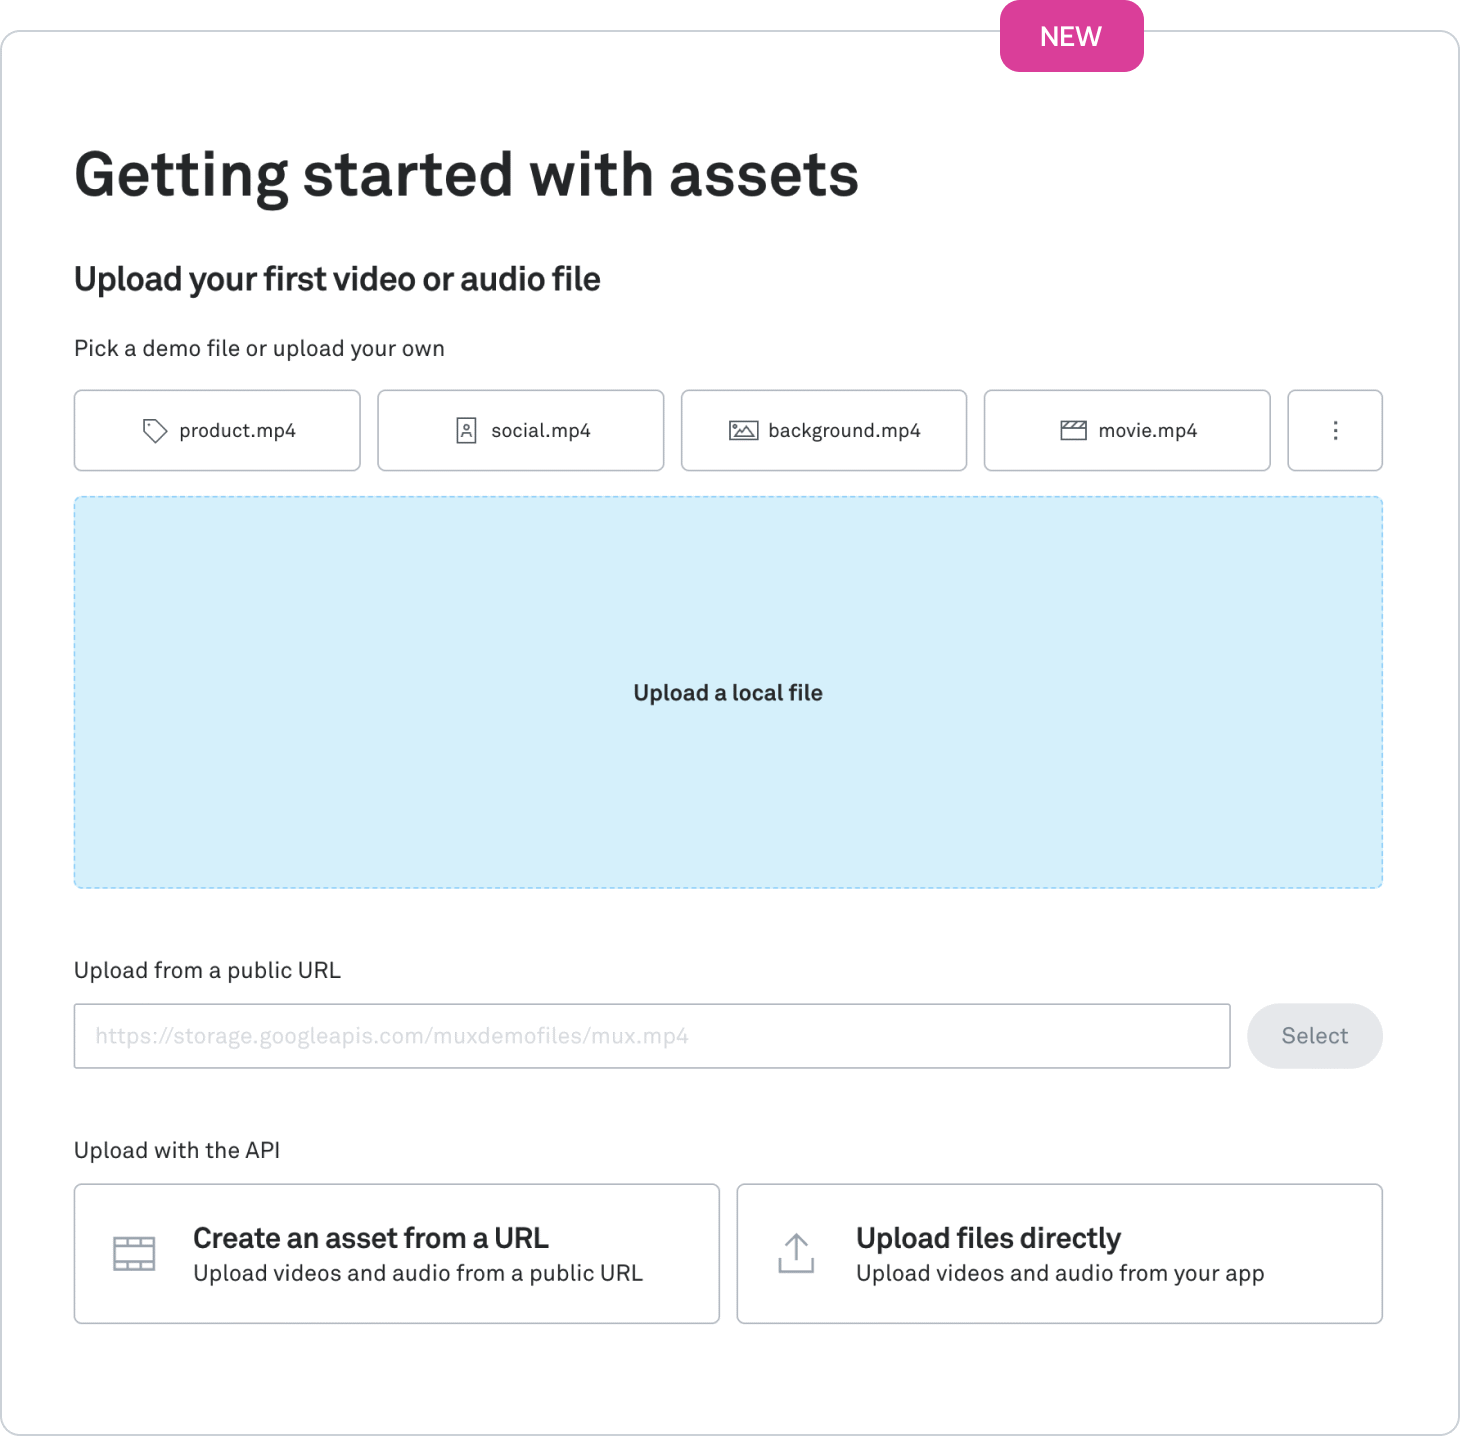 NEW
Getting started with assets
Upload your first video or audio file
Pick a demo file or upload your own
product.mp4
social.mp4
background.mp4
movie.mp4
Upload a local file
Upload from a public URL
https://storage.googleapis.com/muxdemofiles/mux.mp4
Select
Upload with the API
Create an asset from a URL
Upload videos and audio from a public URL
Upload files directly
Upload videos and audio from your app